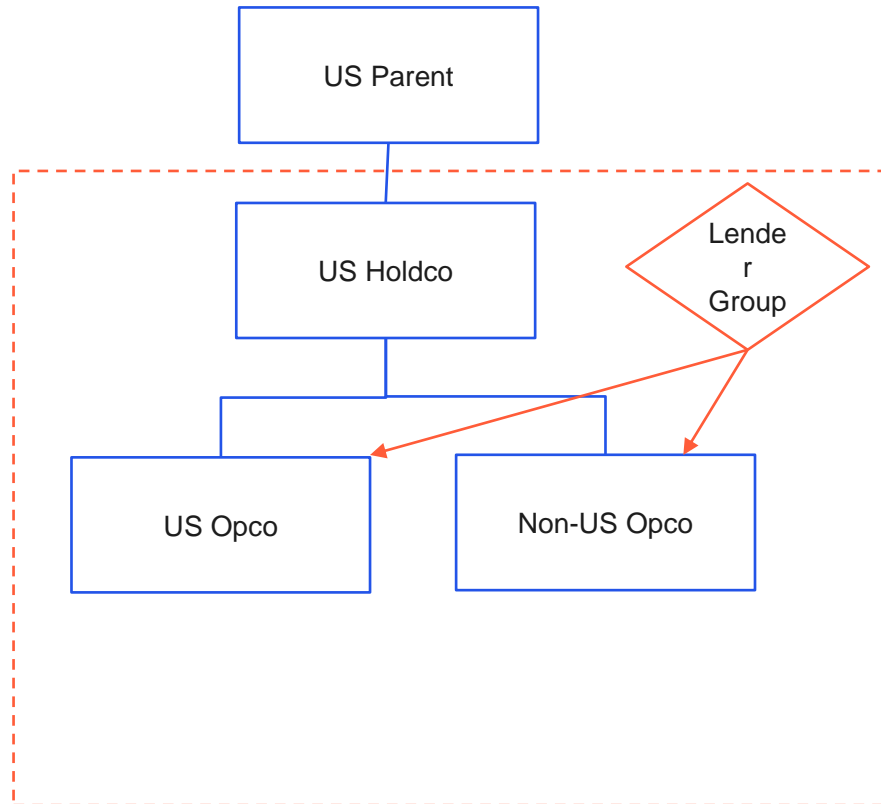 US Parent
US Holdco
Lende
r
Group
US Opco
Non-US Opco